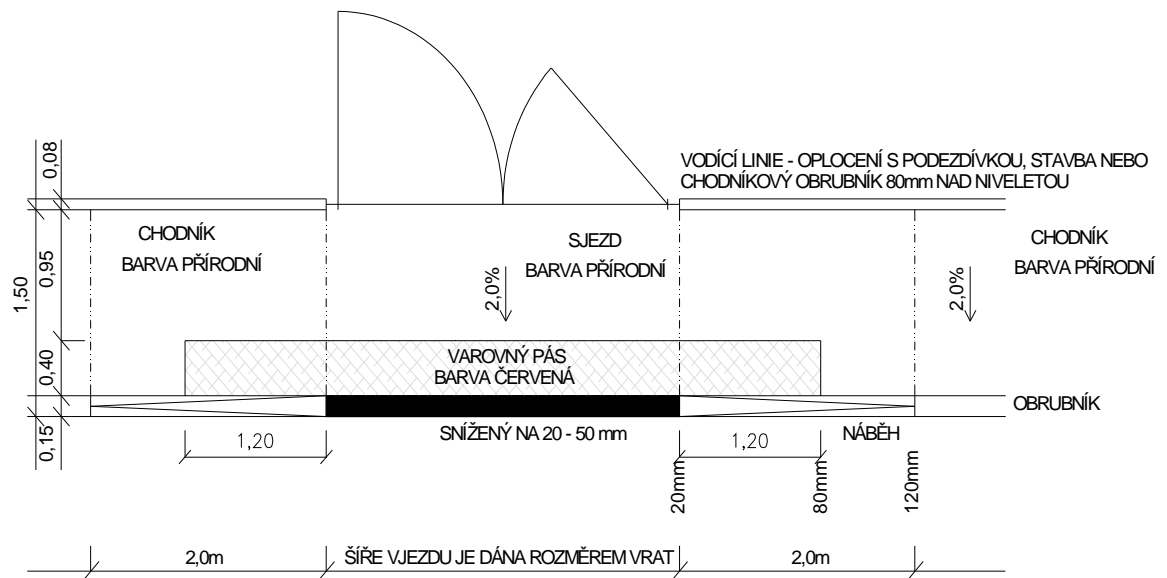 VODÍCÍ LINIE - OPLOCENÍ S PODEZDÍVKOU, STAVBA NEBO
CHODNÍKOVÝ OBRUBNÍK 80mm NAD NIVELETOU
0,08
CHODNÍK
BARVA PŘÍRODNÍ
SJEZD
BARVA PŘÍRODNÍ
CHODNÍK
BARVA PŘÍRODNÍ
1,50
0,95
2,0%
2,0%
0,40
VAROVNÝ PÁS
BARVA ČERVENÁ
OBRUBNÍK
0,15
1,20
SNÍŽENÝ NA 20 - 50 mm
1,20
NÁBĚH
20mm
80mm
120mm
2,0m
ŠÍŘE VJEZDU JE DÁNA ROZMĚREM VRAT
2,0m